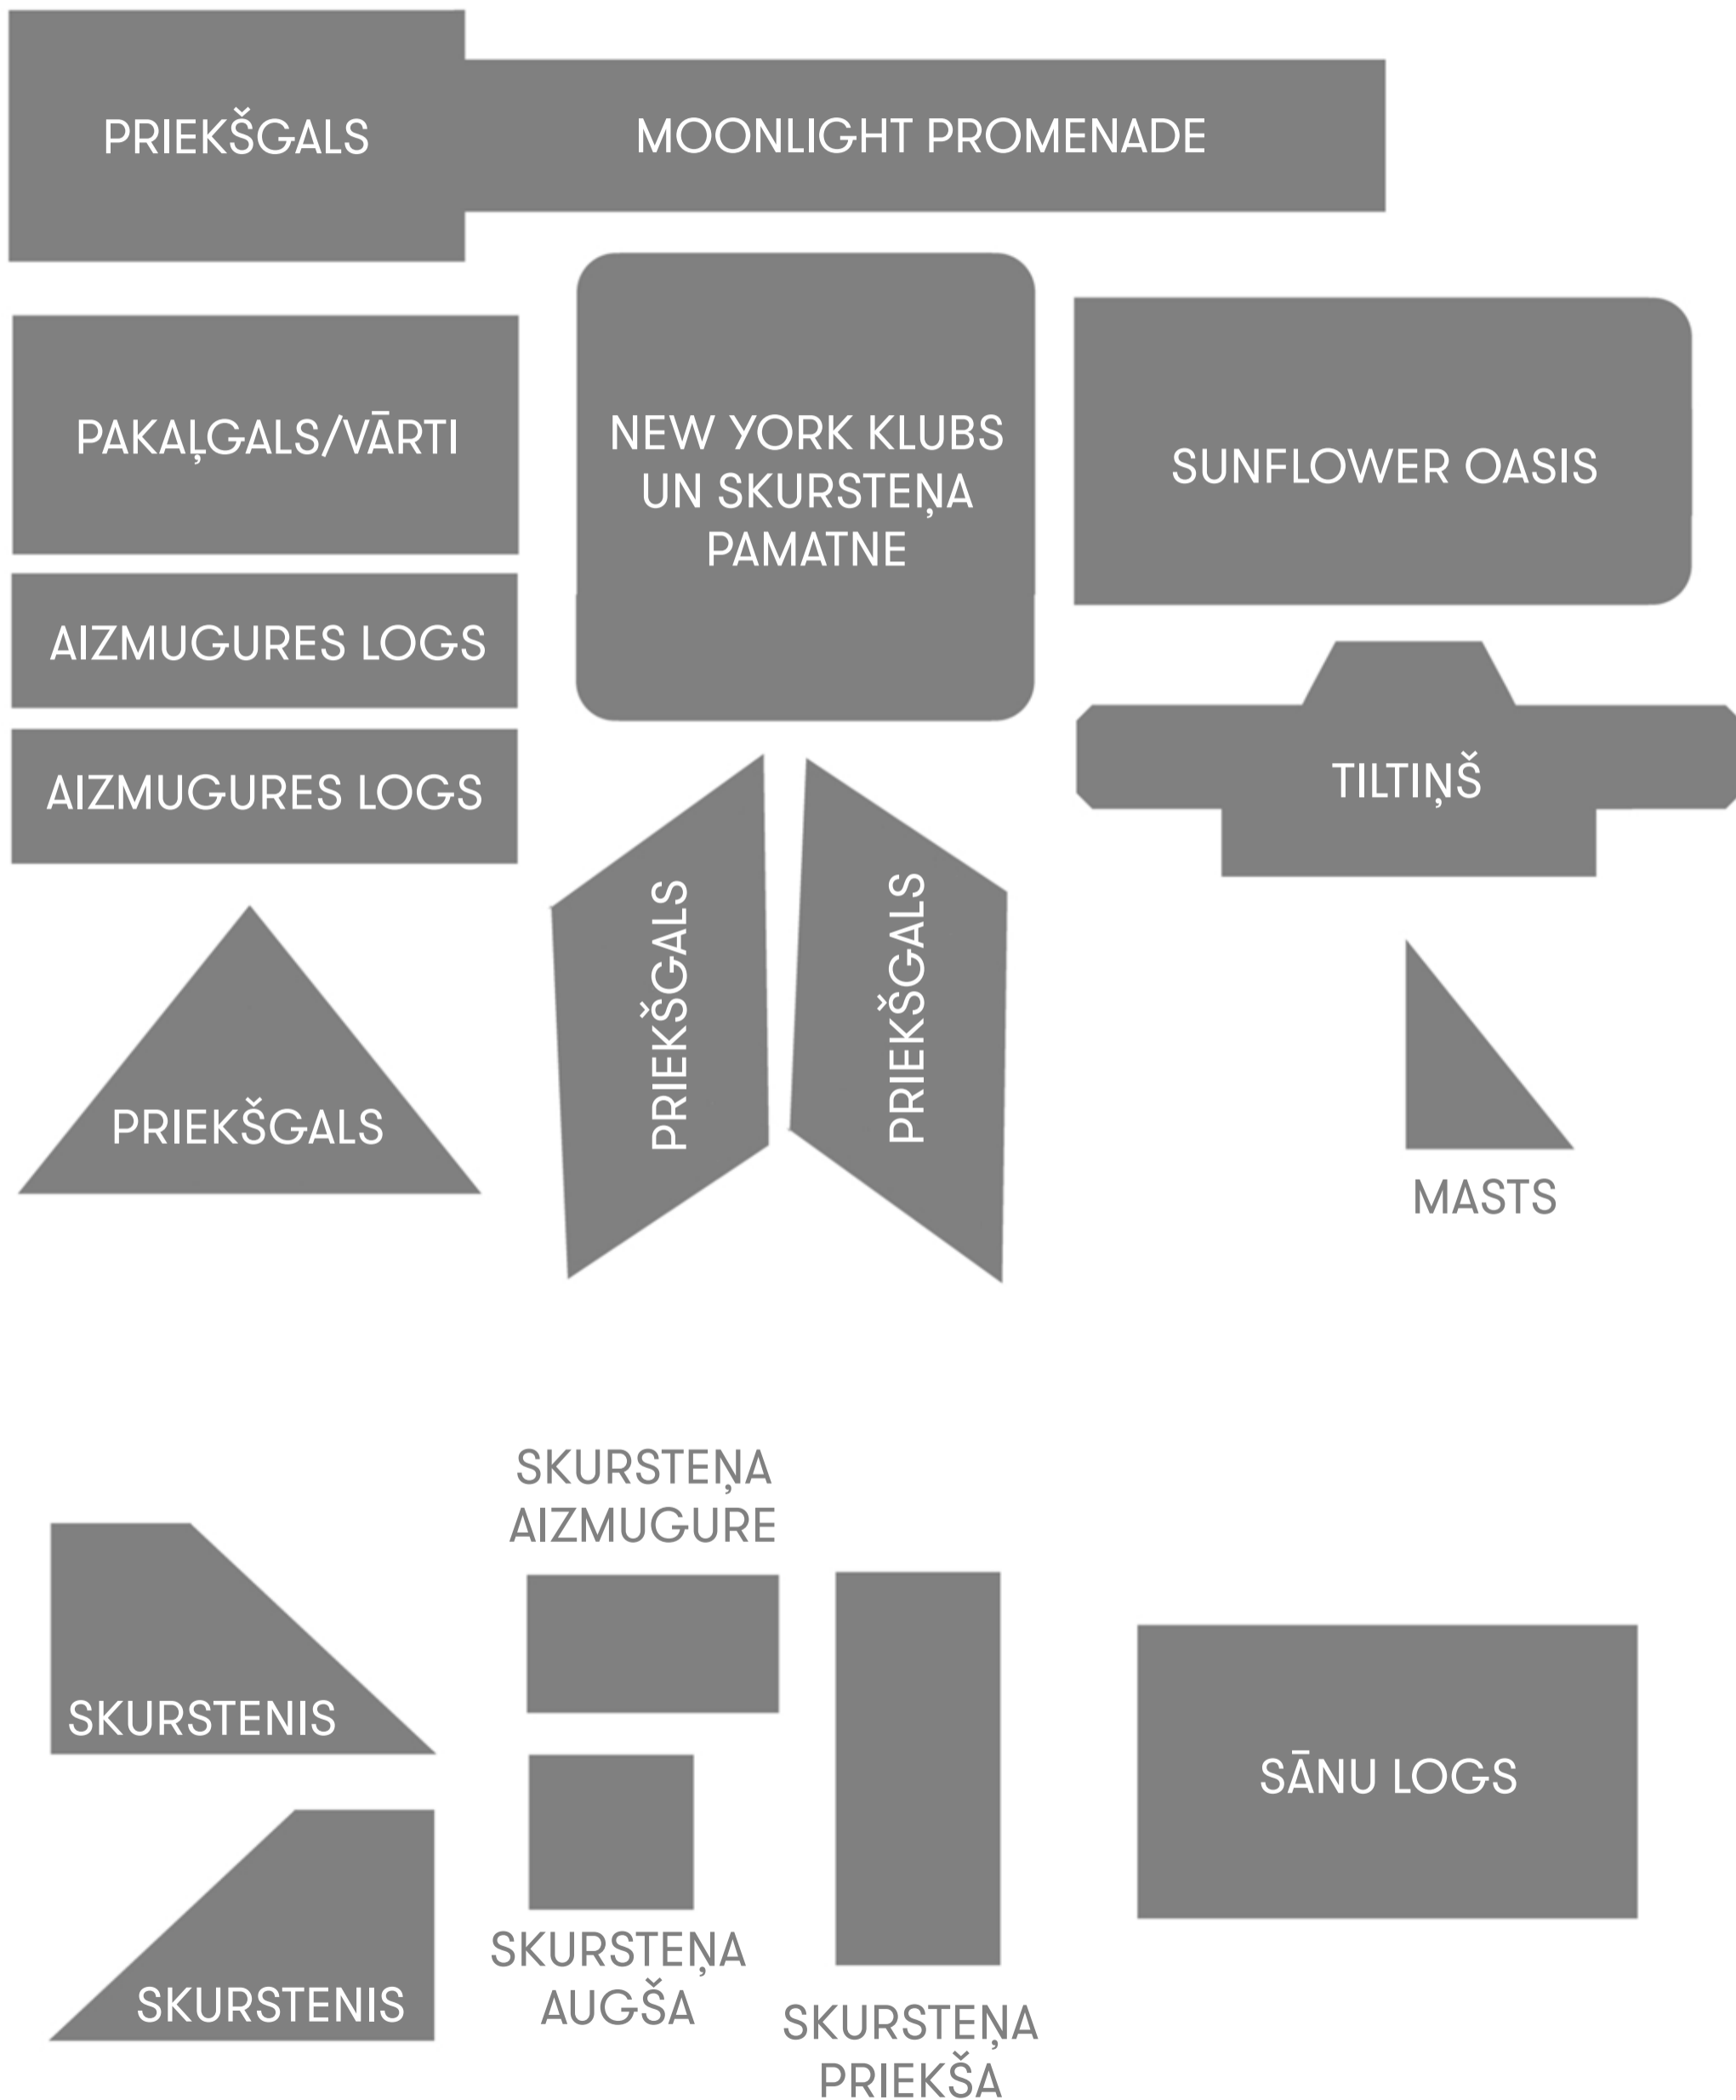 PRIEKŠGALS
MOONLIGHT PROMENADE
PAKAĻGALS/VĀRTI
NEW YORK KLUBS
UN SKURSTEŅA
PAMATNE
SUNFLOWER OASIS
AIZMUGURES LOGS
AIZMUGURES LOGS
TILTIŅŠ
PRIEKŠGALS
PRIEKŠGALS
PRIEKŠGALS
MASTS
SKURSTEŅA
AIZMUGURE
SKURSTENIS
SĀNU LOGS
SKURSTENIS
SKURSTEŅA
AUGŠA
SKURSTEŅA
PRIEKŠA